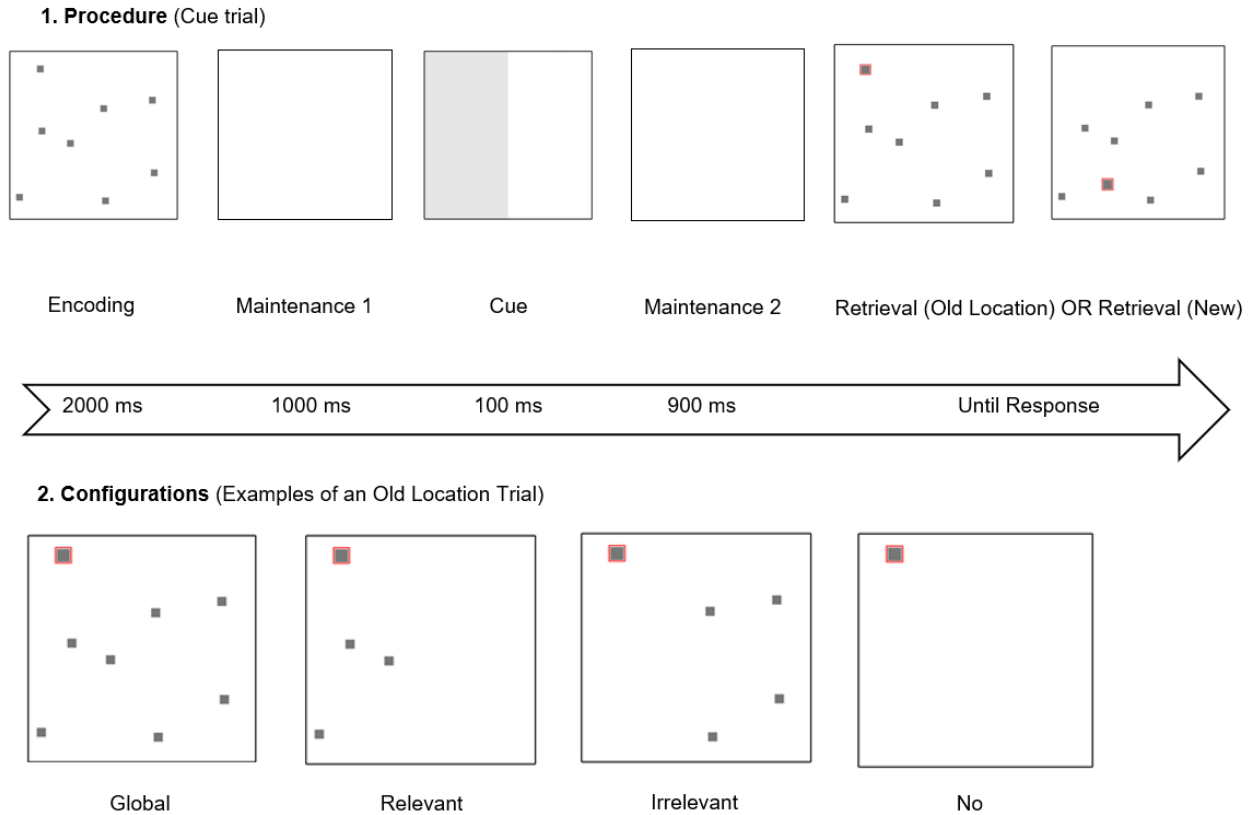 1. Procedure (Cue trial)
Encoding
Maintenance 1
Cue
Maintenance 2
Retrieval (Old Location) OR Retrieval (New)
2000 ms
1000 ms
100 ms
900 ms
Until Response
2. Configurations (Examples of an Old Location Trial)
Global
Relevant
Irrelevant
No